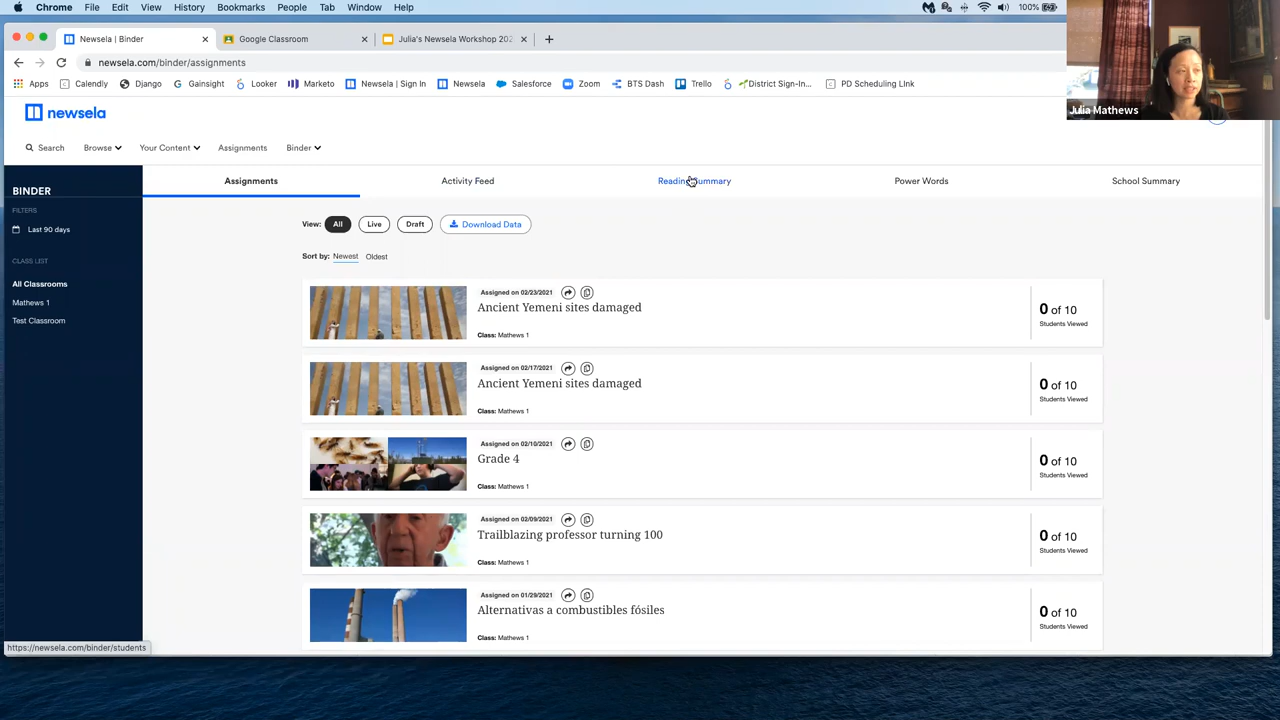 Chrome File Edit View History Bookmarks People Tab Window Help 100%
Newsela | Binder Google Classroom Julia's Newsela Workshop 202
newsela.com/binder/assignments
Apps Calendly Django Gainsight Looker Marketo Newsela | Sign In Newsela Salesforce Zoom BTS Dash Trello District Sign-In... PD Scheduling Link
Julia Mathews
newsela
Search Browse Your Content Assignments Binder
BINDER
FILTERS
Last 90 days
CLASS LIST
All Classrooms
Mathews 1
Test Classroom
Assignments Activity Feed Reading Summary Power Words School Summary
View: All Live Draft Download Data
Sort by: Newest Oldest
Assigned on 02/23/2021
Ancient Yemeni sites damaged
Class: Mathews 1
0 of 10
Students Viewed
Assigned on 02/17/2021
Ancient Yemeni sites damaged
Class: Mathews 1
0 of 10
Students Viewed
Assigned on 02/10/2021
Grade 4
Class: Mathews 1
0 of 10
Students Viewed
Assigned on 02/09/2021
Trailblazing professor turning 100
Class: Mathews 1
0 of 10
Students Viewed
Assigned on 01/29/2021
Alternativas a combustibles fósiles
Class: Mathews 1
0 of 10
Students Viewed
https://newsela.com/binder/students